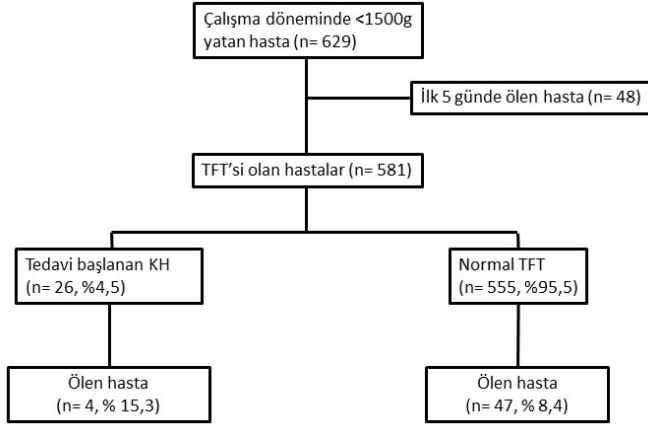 Çalışma döneminde <1500g
yatan hasta (n= 629)
İlk 5 günde ölen hasta (n= 48)
TFT'si olan hastalar (n= 581)
Tedavi başlanan KH
(n= 26, %4,5)
Normal TFT
(n= 555, %95,5)
Ölen hasta
(n= 4, % 15,3)
Ölen hasta
(n= 47, % 8,4)